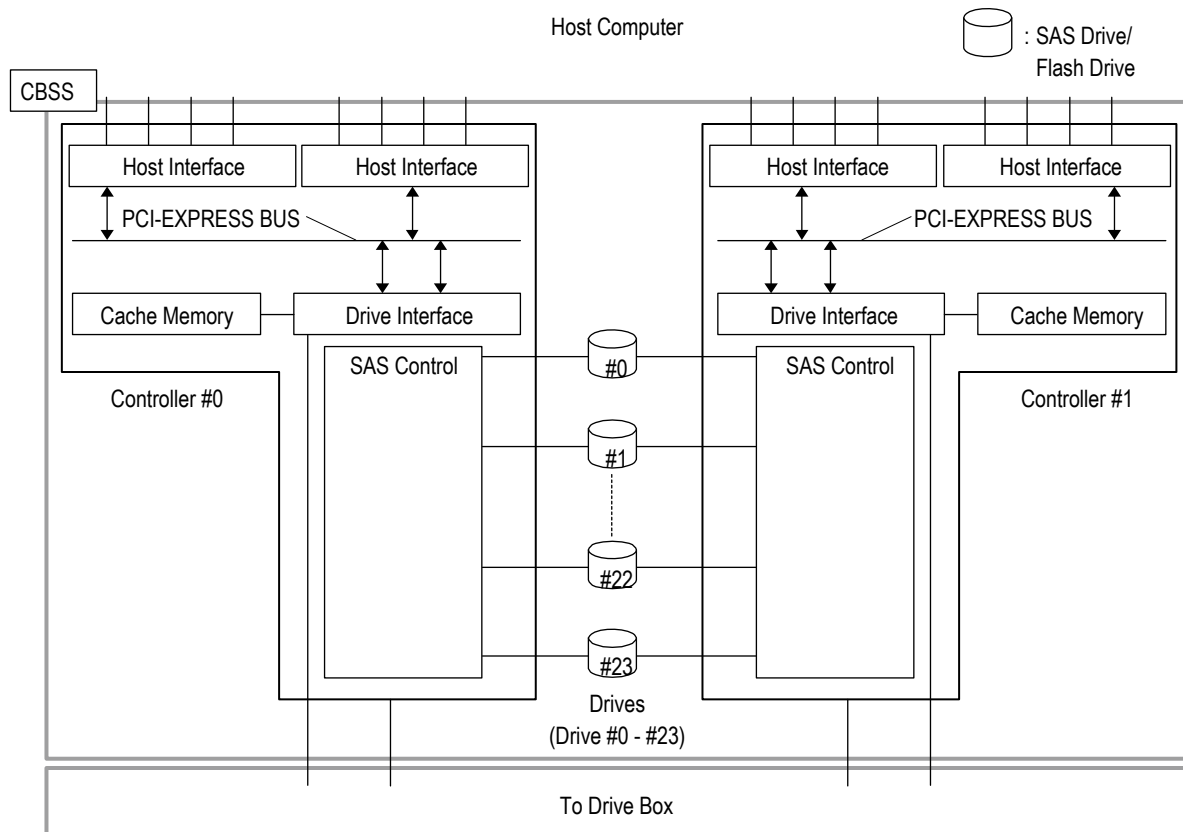 Host Computer
: SAS Drive/
Flash Drive
CBSS
Host Interface
Host Interface
Host Interface
Host Interface
PCI-EXPRESS BUS
PCI-EXPRESS BUS
Cache Memory
Drive Interface
Drive Interface
Cache Memory
SAS Control
#0
SAS Control
Controller #0
Controller #1
#1
#22
#23
Drives
(Drive #0 - #23)
To Drive Box